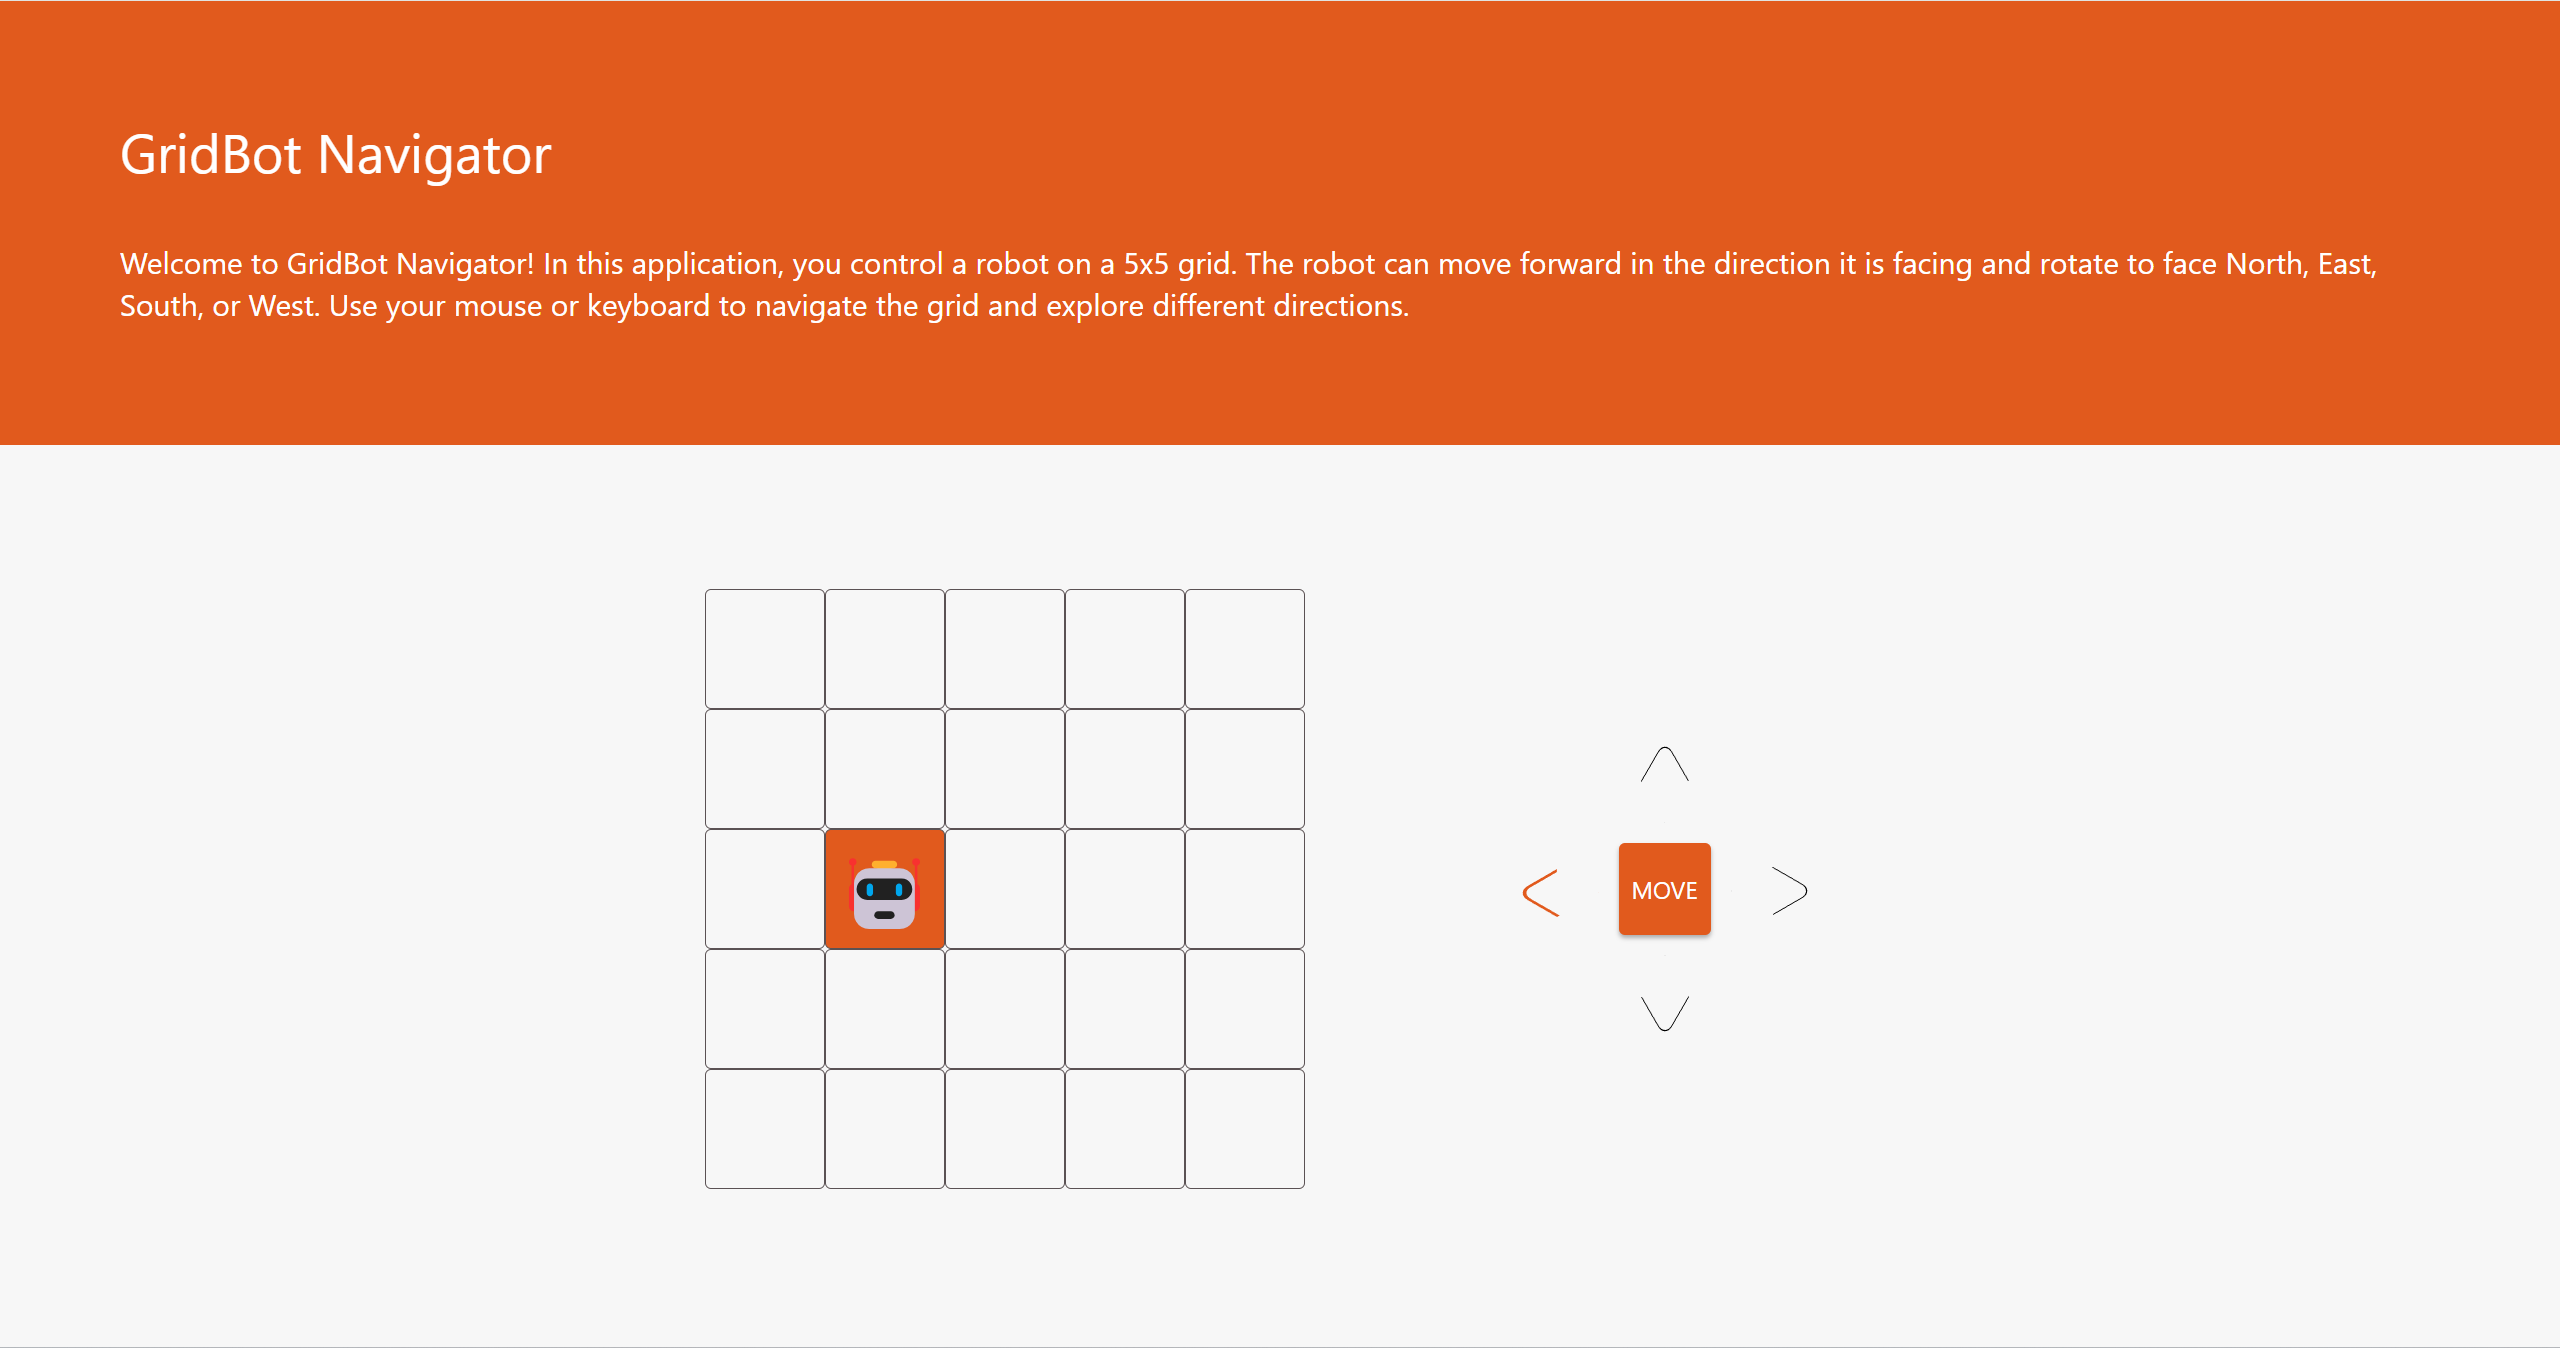 GridBot Navigator
Welcome to GridBot Navigator! In this application, you control a robot on a 5x5 grid. The robot can move forward in the direction it is facing and rotate to face North, East,
South, or West. Use your mouse or keyboard to navigate the grid and explore different directions.
MOVE